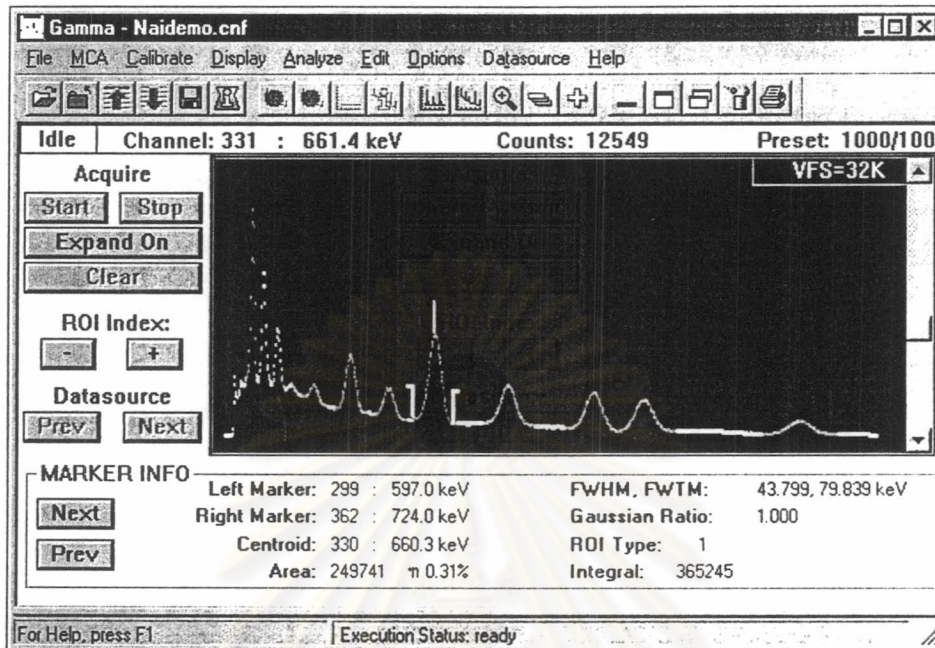 Gamma - Naidemo.cnf
File MCA Calibrate Display Analyze Edit Options Datasource Help
Idle Channel: 331 : 661.4 keV Counts: 12549 Preset: 1000/100
Acquire
VFS=32K
Start Stop
Expand On
Clear
ROI Index:
- +
Datasource
Prev Next
MARKER INFO
Next
Prev
Left Marker: 299 : 597.0 keV FWHM, FWTM: 43.799, 79.839 keV
Right Marker: 362 : 724.0 keV Gaussian Ratio: 1.000
Centroid: 330 : 660.3 keV ROI Type: 1
Area: 249741 ฑ 0.31% Integral: 365245
For Help, press F1 Execution Status: ready